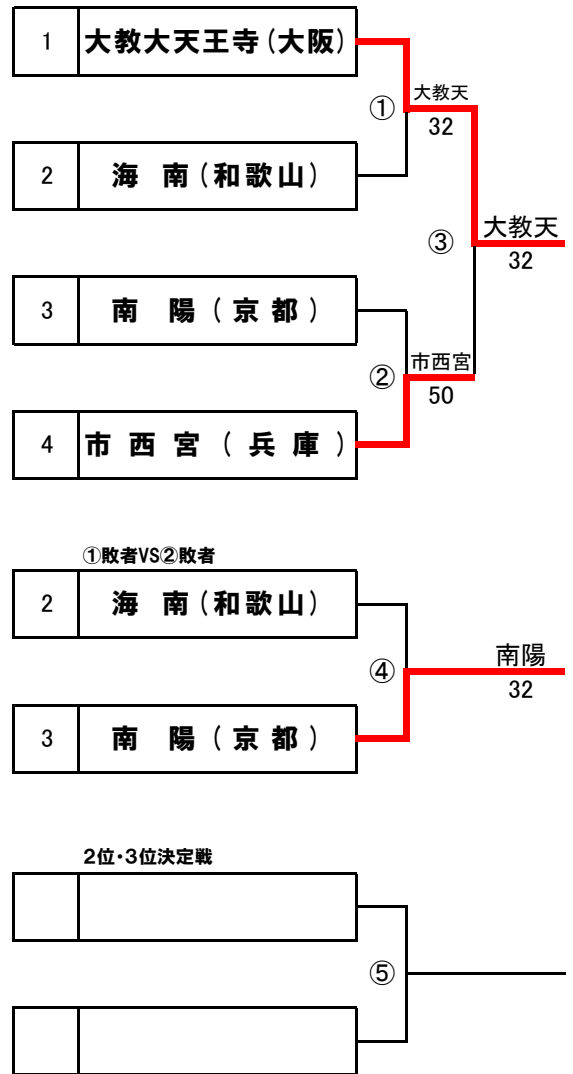 1 大教大天王寺(大阪)
大教天
①
32
2 海 南(和歌山)
大教天
③
32
3 南 陽(京都)
市西宮
②
50
4 市西宮(兵庫)
①敗者VS②敗者
2 海 南(和歌山)
南陽
④
32
3 南 陽(京都)
2位・3位決定戦
⑤